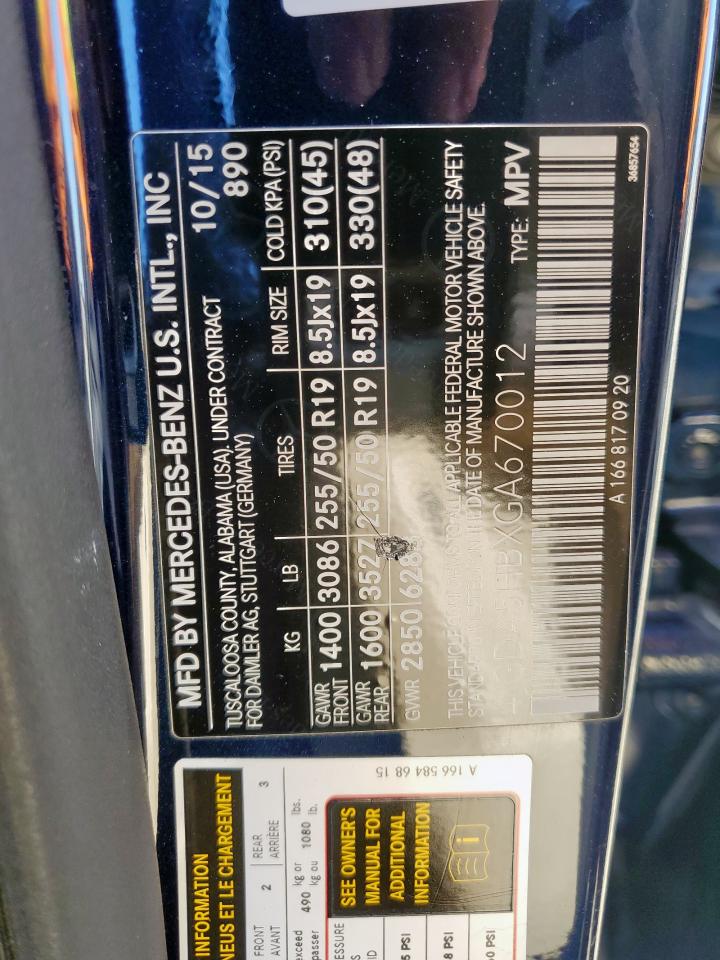 MFD BY MERCEDES-BENZ U.S. INTL., INC
TUSCALOOSA COUNTY, ALABAMA (USA). UNDER CONTRACT 10/15
FOR DAIMLER AG, STUTTGART (GERMANY) 890
KG LB TIRES RIM SIZE COLD KPA(PSI)
GAWR FRONT 1400 3086 255/50 R19 8.5Jx19 310(45)
GAWR REAR 1600 3527 255/50 R19 8.5Jx19 330(48)
GVWR 2850
THIS VEHICLE TO ALL APPLICABLE FEDERAL MOTOR VEHICLE SAFETY
DATE OF MANUFACTURE SHOWN ABOVE.
TYPE: MPV
A 166 817 09 20
36857654
A 166 584 68 15
INFORMATION
NEUS ET LE CHARGEMENT
FRONT 2 REAR 3
AVANT ARRIÈRE
exceed 490 kg or 1080 lbs.
passer kg ou lb.
SEE OWNER'S
MANUAL FOR
ADDITIONAL
INFORMATION